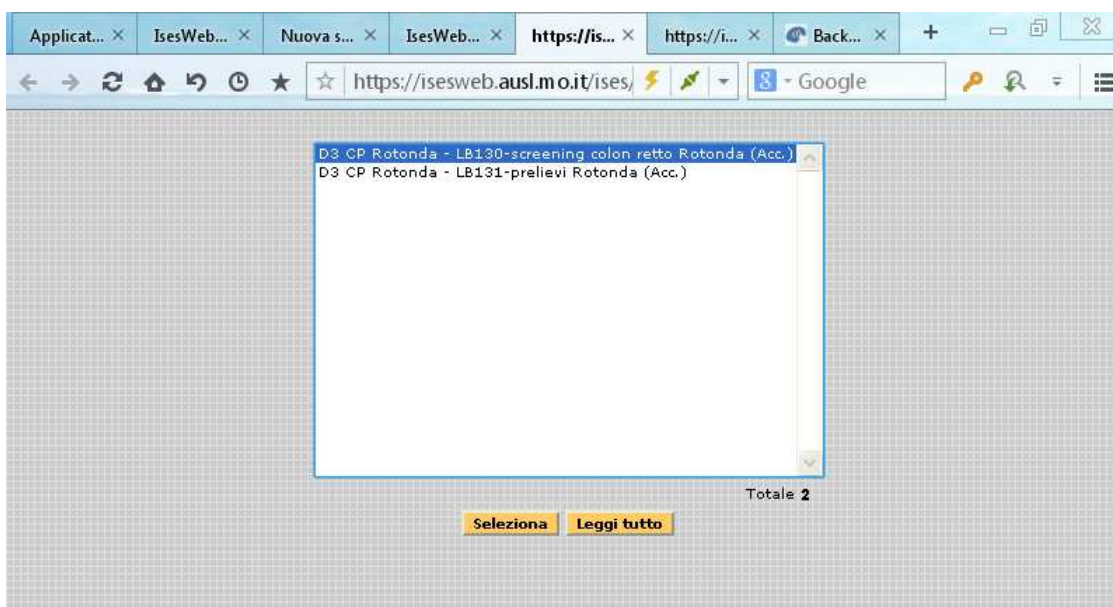 Applicat... IsesWeb... Nuova s... IsesWeb... https://is... https://i... Back...
https://isesweb.ausl.mo.it/ises/ Google
D3 CP Rotonda - LB130-screening colon retto Rotonda (Acc.)
D3 CP Rotonda - LB131-prelievi Rotonda (Acc.)
Totale 2
Seleziona Leggi tutto